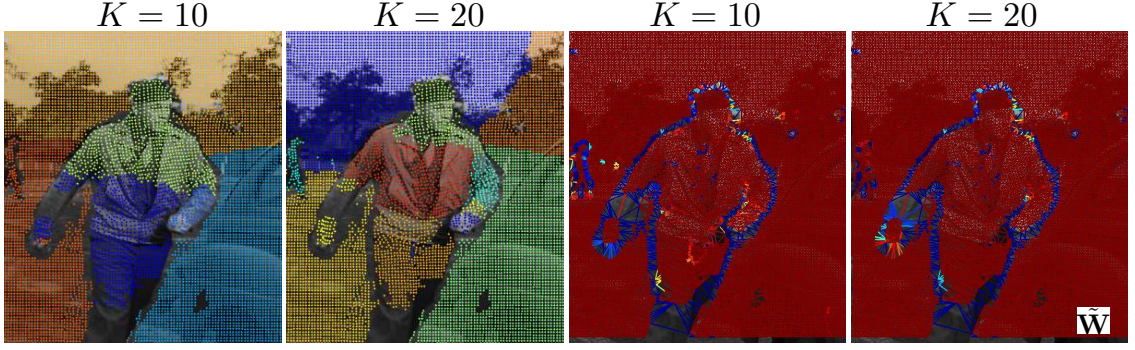 K = 10 K = 20 K = 10 K = 20
W̃